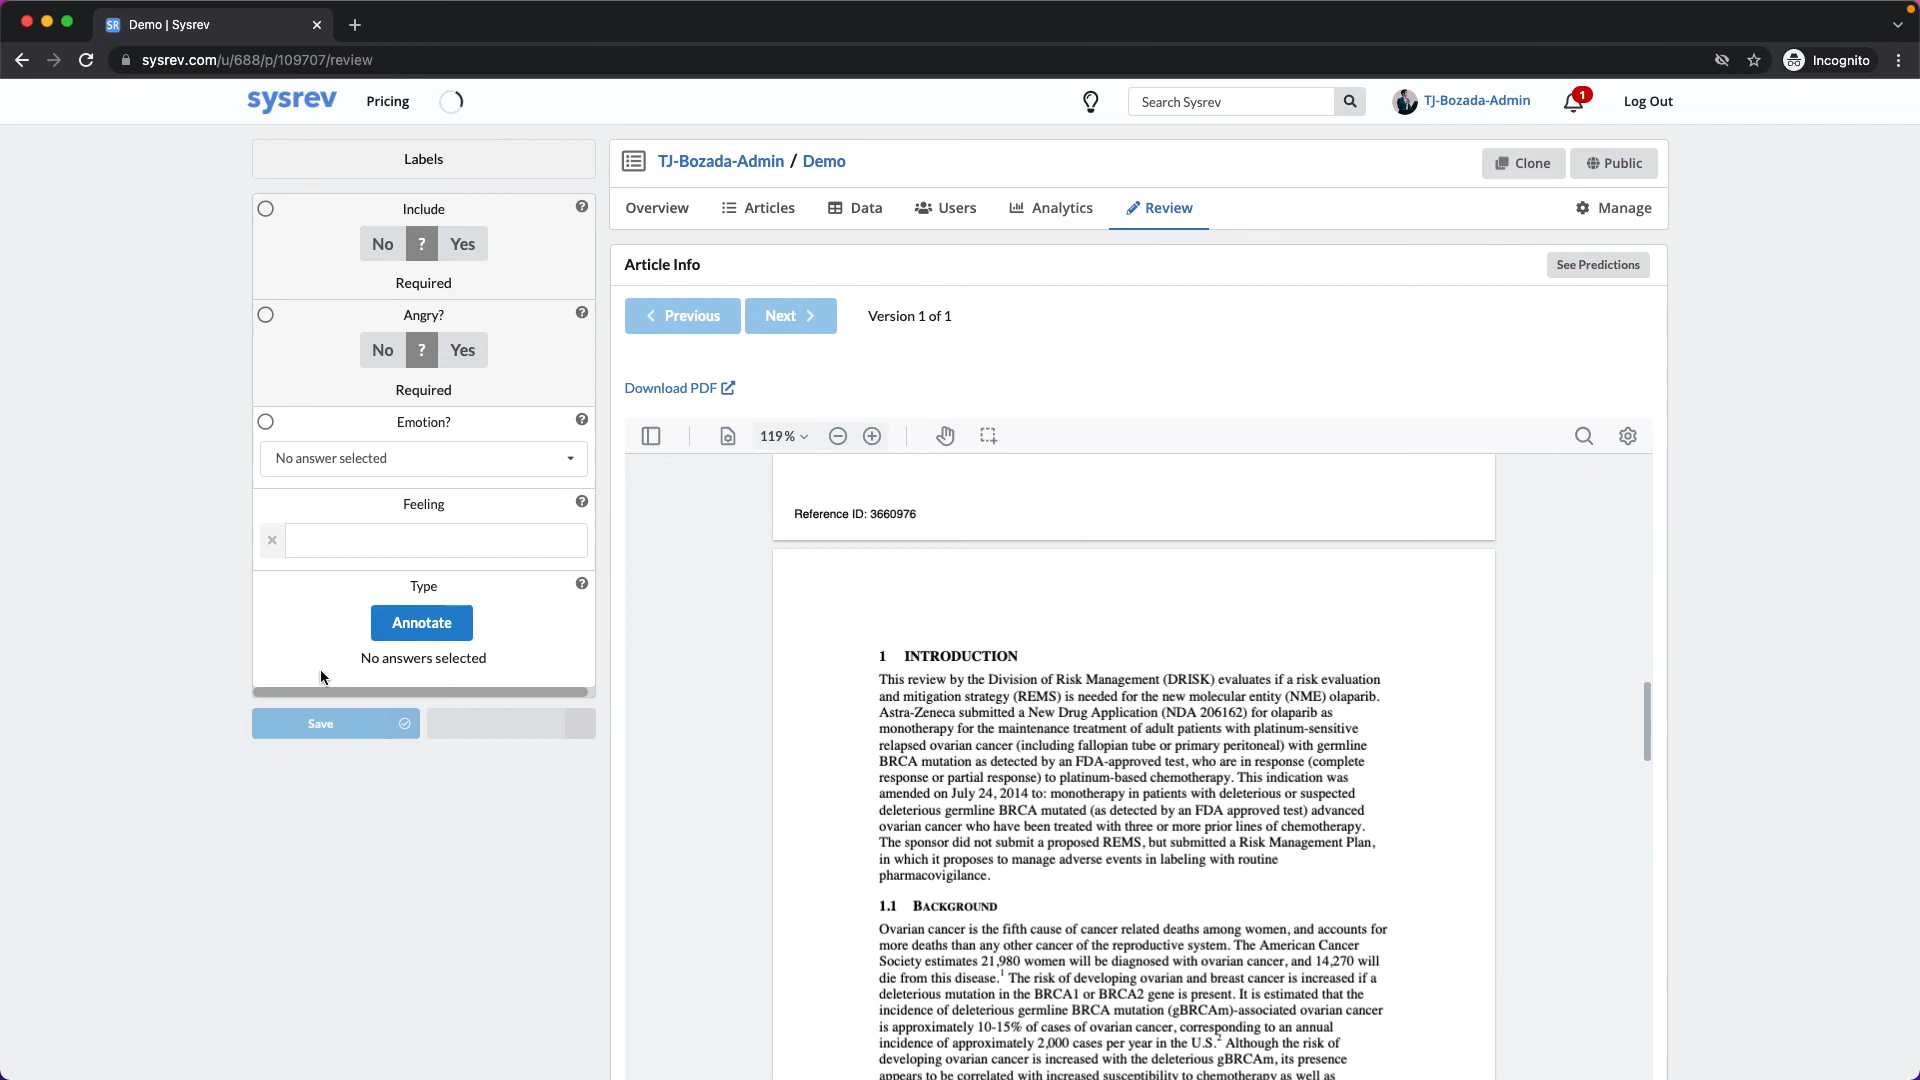 SR Demo | Sysrev
sysrev.com/u/688/p/109707/review
Incognito
sysrev
Pricing
Search Sysrev
TJ-Bozada-Admin
1
Log Out
Labels
Include
No ? Yes
Required
Angry?
No ? Yes
Required
Emotion?
No answer selected
Feeling
Type
Annotate
No answers selected
Save
TJ-Bozada-Admin / Demo
Clone
Public
Overview
Articles
Data
Users
Analytics
Review
Manage
Article Info
See Predictions
Previous
Next
Version 1 of 1
Download PDF
119%
Reference ID: 3660976
1 INTRODUCTION
This review by the Division of Risk Management (DRISK) evaluates if a risk evaluation
and mitigation strategy (REMS) is needed for the new molecular entity (NME) olaparib.
Astra-Zeneca submitted a New Drug Application (NDA 206162) for olaparib as
monotherapy for the maintenance treatment of adult patients with platinum-sensitive
relapsed ovarian cancer (including fallopian tube or primary peritoneal) with germline
BRCA mutation as detected by an FDA-approved test, who are in response (complete
response or partial response) to platinum-based chemotherapy. This indication was
amended on July 24, 2014 to: monotherapy in patients with deleterious or suspected
deleterious germline BRCA mutated (as detected by an FDA approved test) advanced
ovarian cancer who have been treated with three or more prior lines of chemotherapy.
The sponsor did not submit a proposed REMS, but submitted a Risk Management Plan,
in which it proposes to manage adverse events in labeling with routine
pharmacovigilance.
1.1 BACKGROUND
Ovarian cancer is the fifth cause of cancer related deaths among women, and accounts for
more deaths than any other cancer of the reproductive system. The American Cancer
Society estimates 21,980 women will be diagnosed with ovarian cancer, and 14,270 will
die from this disease.1 The risk of developing ovarian and breast cancer is increased if a
deleterious mutation in the BRCA1 or BRCA2 gene is present. It is estimated that the
incidence of deleterious germline BRCA mutation (gBRCAm)-associated ovarian cancer
is approximately 10-15% of cases of ovarian cancer, corresponding to an annual
incidence of approximately 2,000 cases per year in the U.S.2 Although the risk of
developing ovarian cancer is increased with the deleterious gBRCAm, its presence
appears to be correlated with increased susceptibility to chemotherapy as well as